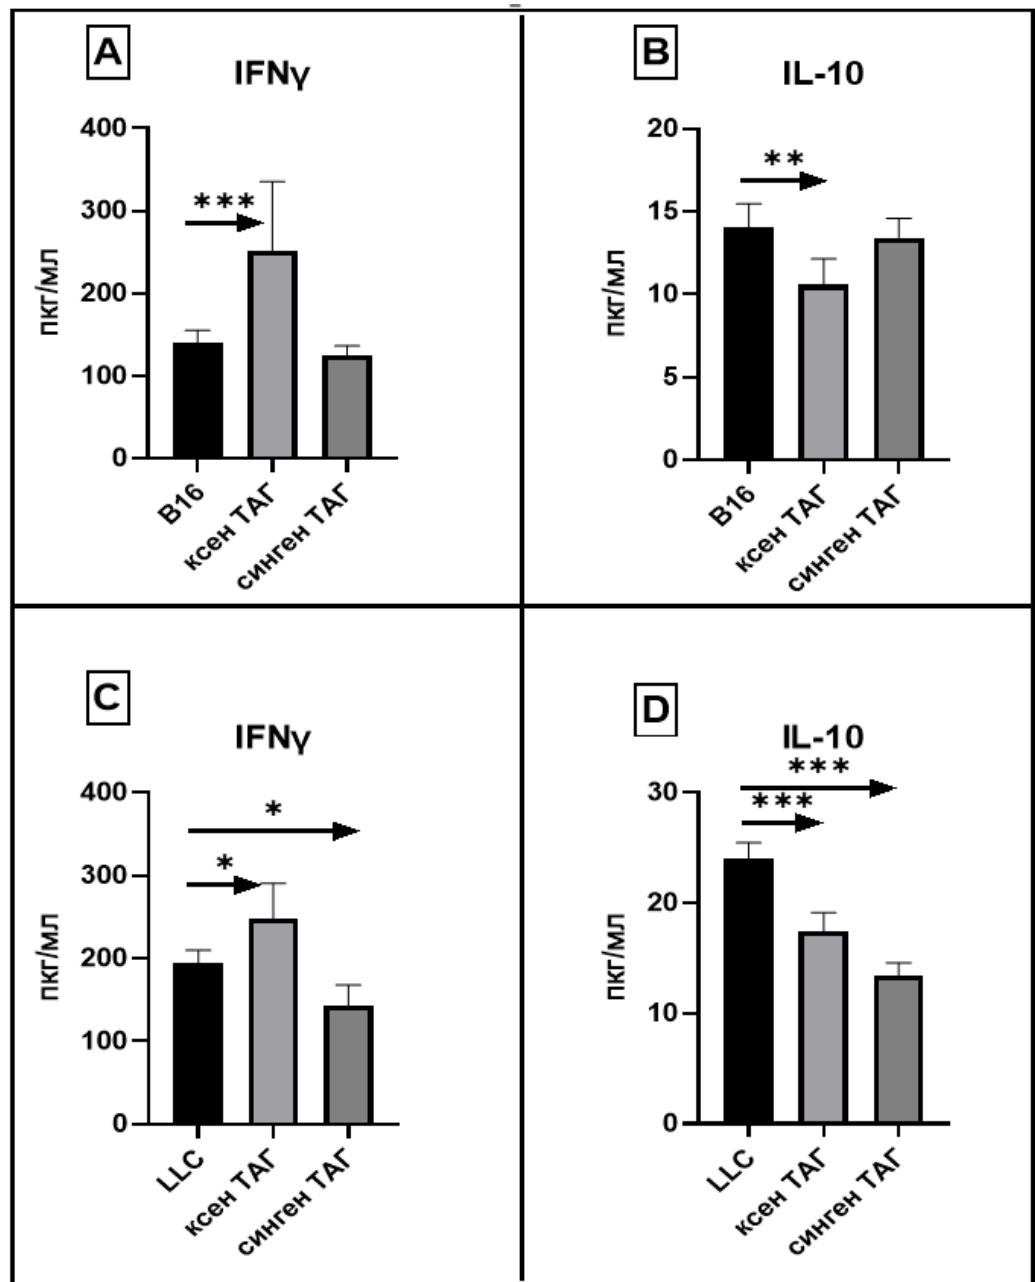 A
IFNγ
400
300
200
100
0
пкг/мл
***
B16
ксен ТАГ
синген ТАГ
B
IL-10
20
15
10
5
0
пкг/мл
**
B16
ксен ТАГ
синген ТАГ
C
IFNγ
400
300
200
100
0
пкг/мл
*
*
LLC
ксен ТАГ
синген ТАГ
D
IL-10
30
20
10
0
пкг/мл
***
***
LLC
ксен ТАГ
синген ТАГ